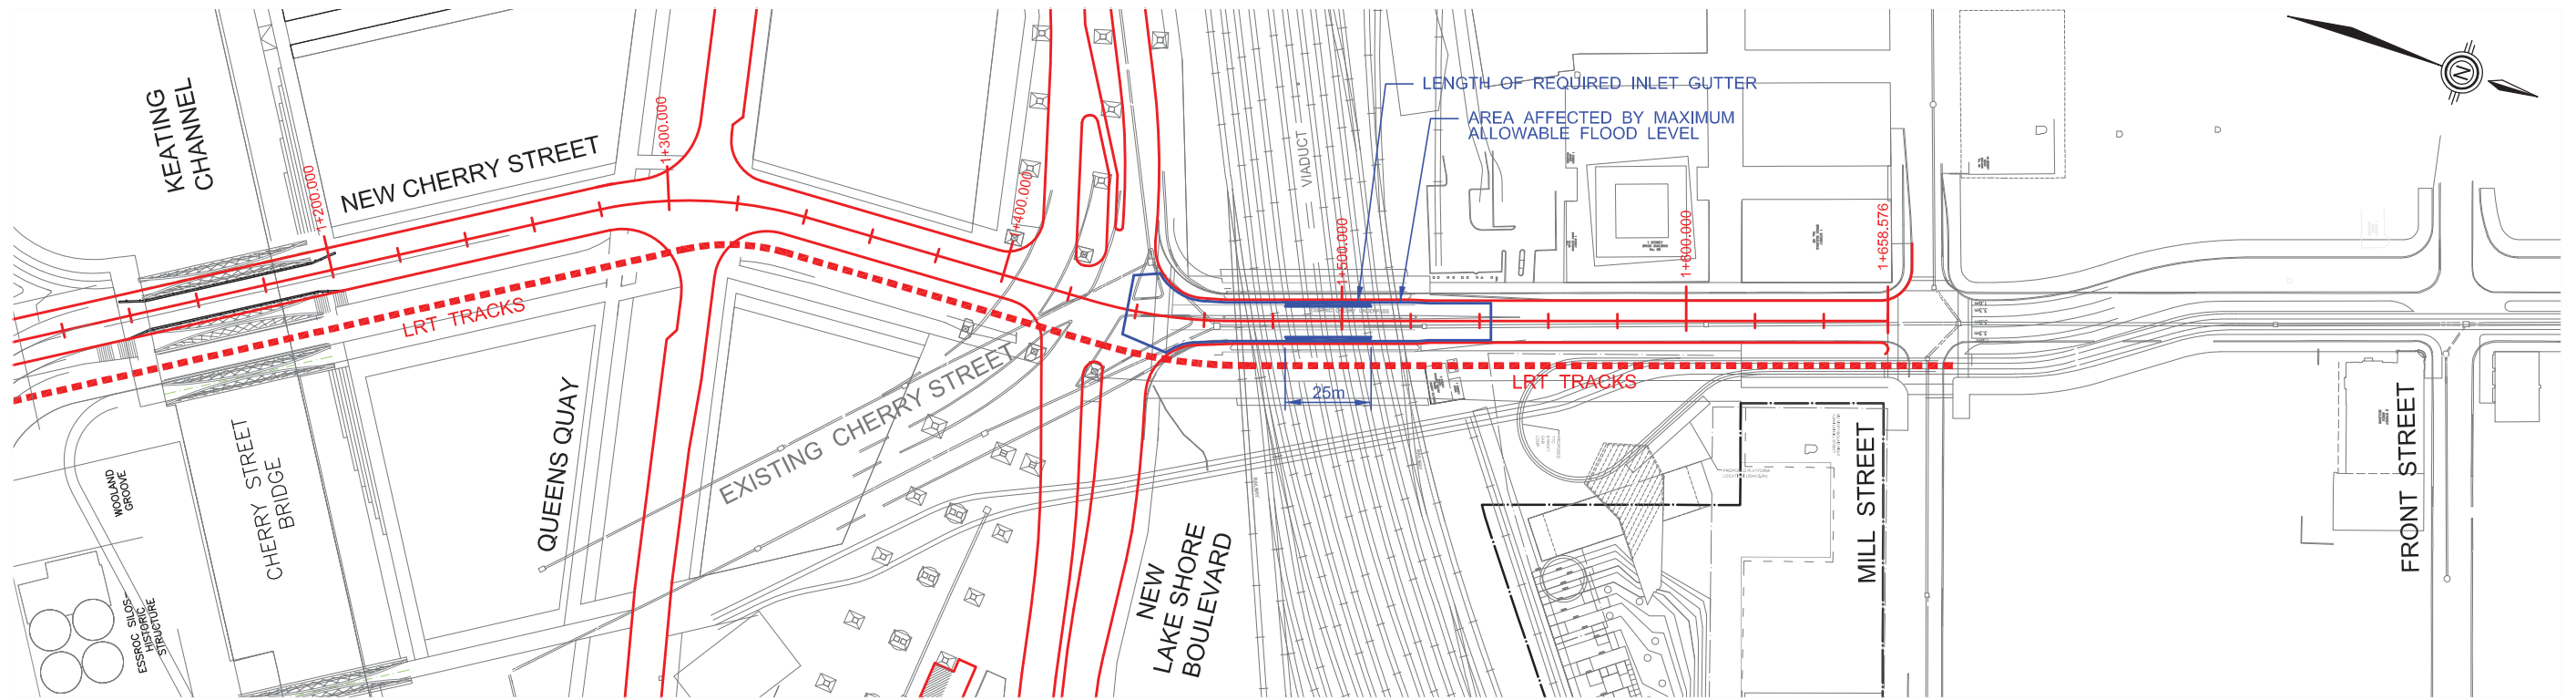 KEATING
CHANNEL
NEW CHERRY STREET
1+200.000
1+300.000
1+400.000
1+500.000
1+600.000
1+658.576
VIADUCT
LENGTH OF REQUIRED INLET GUTTER
AREA AFFECTED BY MAXIMUM
ALLOWABLE FLOOD LEVEL
N
LRT TRACKS
LRT TRACKS
25m
EXISTING CHERRY STREET
QUEENS QUAY
CHERRY STREET
BRIDGE
WOOLAND
GROOVE
ESSROC SILOS-
HISTORIC
STRUCTURE
NEW
LAKE SHORE
BOULEVARD
MILL STREET
FRONT STREET